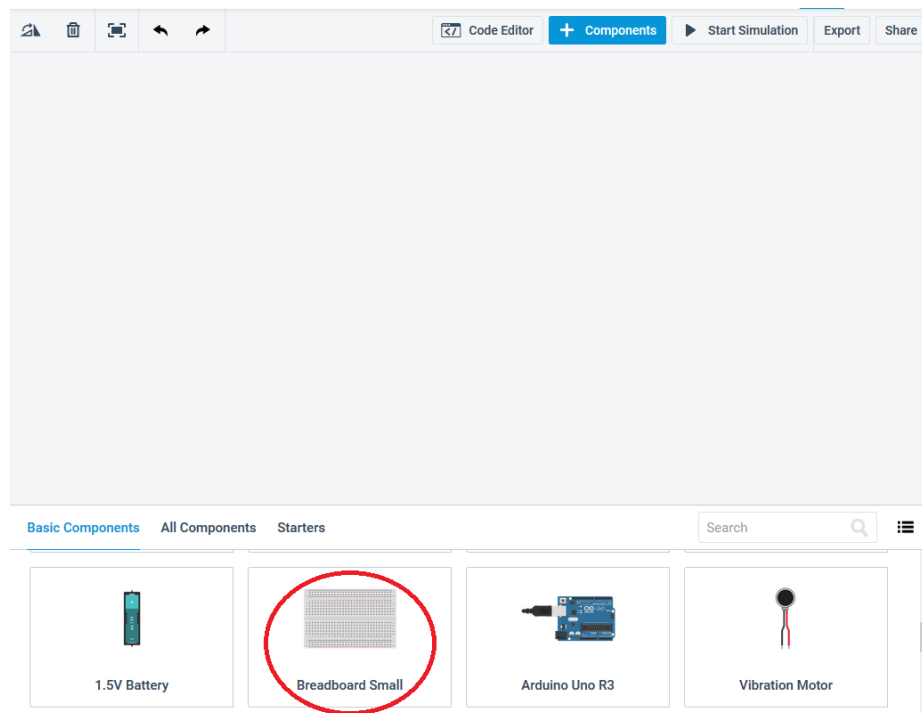 Code Editor
Components
Start Simulation
Export
Share
Basic Components
All Components
Starters
Search
1.5V Battery
Breadboard Small
Arduino Uno R3
Vibration Motor